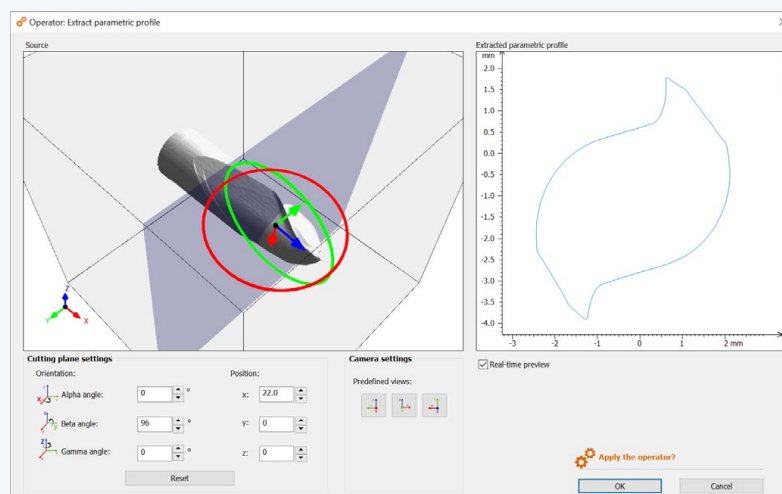 Operator: Extract parametric profile
Source
Extracted parametric profile
mm
2.0
1.5
1.0
0.5
0.0
-0.5
-1.0
-1.5
-2.0
-2.5
-3.0
-3.5
-4.0
-3 -2 -1 0 1 2 mm
Z
Y X
Cutting plane settings
Orientation:
Position:
Alpha angle: 0 °
x: 22.0
Beta angle: 96 °
y: 0
Gamma angle: 0 °
z: 0
Reset
Camera settings
Predefined views:
Real-time preview
Apply the operator?
OK
Cancel